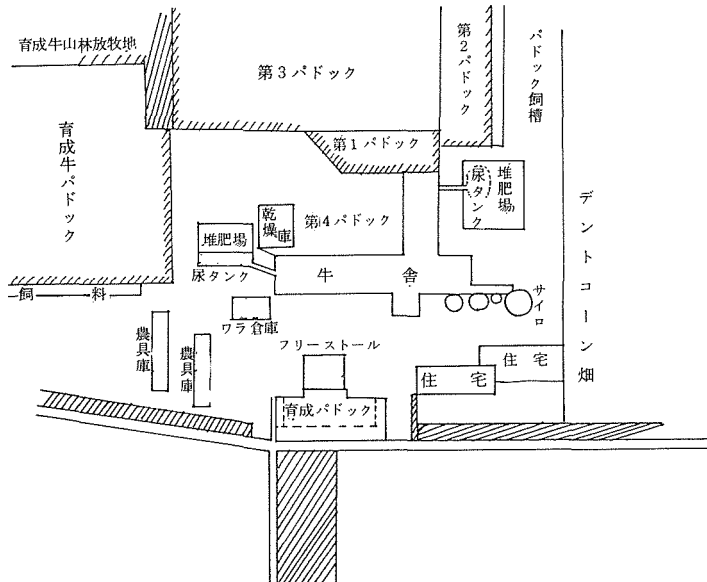 育成牛山林放牧地
第3パドック
第2パドック
パドック飼槽
育成牛パドック
第1パドック
尿タンク
堆肥場
乾燥庫
第4パドック
堆肥場
尿タンク
牛舎
デントコーン畑
飼料
サイロ
ワラ倉庫
農具庫
農具庫
フリーストール
住宅
住宅
育成パドック